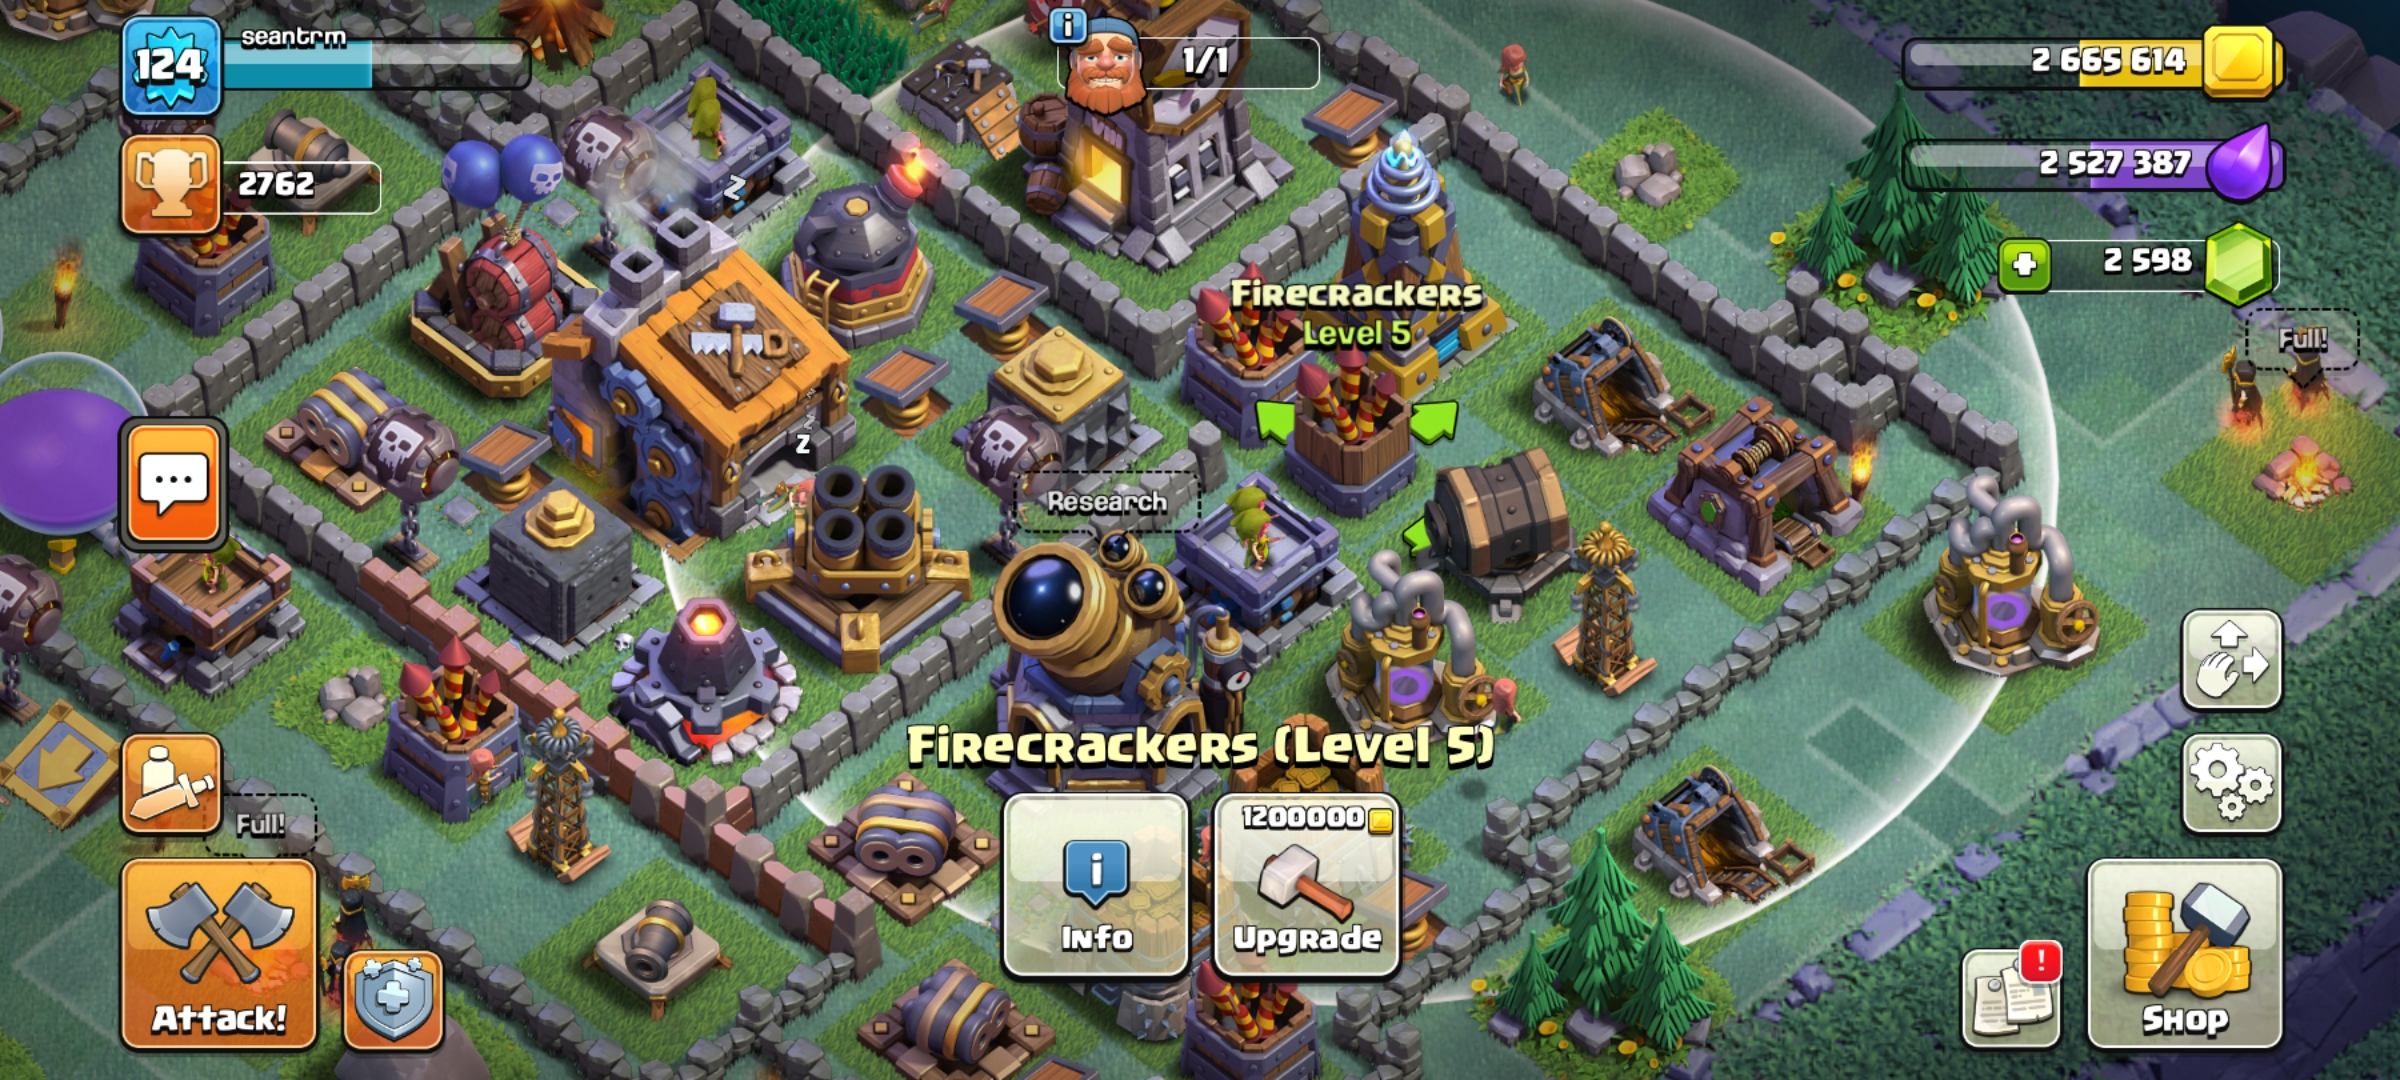 seantrm
124
1/1
2 665 614
2762
2 527 387
2 598
Firecrackers
Level 5
Full!
z
z
Research
Firecrackers (Level 5)
Full!
1200000
Info
Upgrade
Attack!
!
Shop